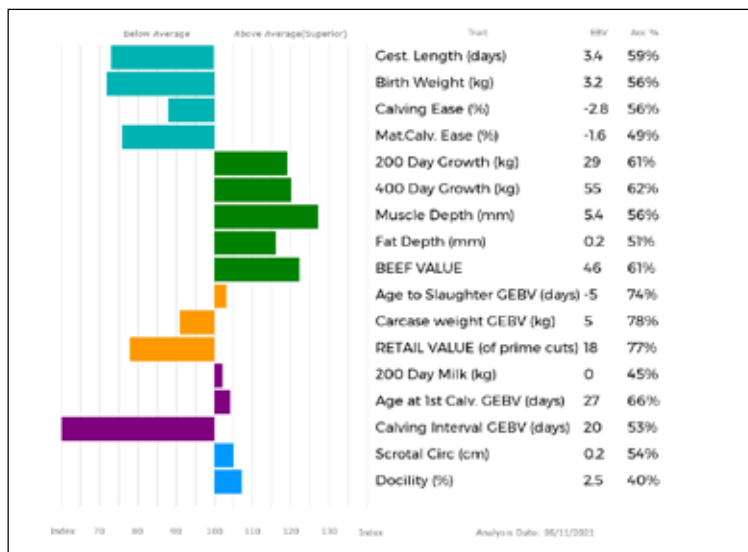 Below Average Above Average(Superior) Trait EBV Acc %
Gest. Length (days) 3.4 59%
Birth Weight (kg) 3.2 56%
Calving Ease (%) -2.8 56%
Mat.Calv. Ease (%) -1.6 49%
200 Day Growth (kg) 29 61%
400 Day Growth (kg) 55 62%
Muscle Depth (mm) 5.4 56%
Fat Depth (mm) 0.2 51%
BEEF VALUE 46 61%
Age to Slaughter GEBV (days) -5 74%
Carcase weight GEBV (kg) 5 78%
RETAIL VALUE (of prime cuts) 18 77%
200 Day Milk (kg) 0 45%
Age at 1st Calv. GEBV (days) 27 66%
Calving Interval GEBV (days) 20 53%
Scrotal Circ (cm) 0.2 54%
Docility (%) 2.5 40%
Index 70 80 90 100 110 120 130 Index Analysis Date: 05/11/2021